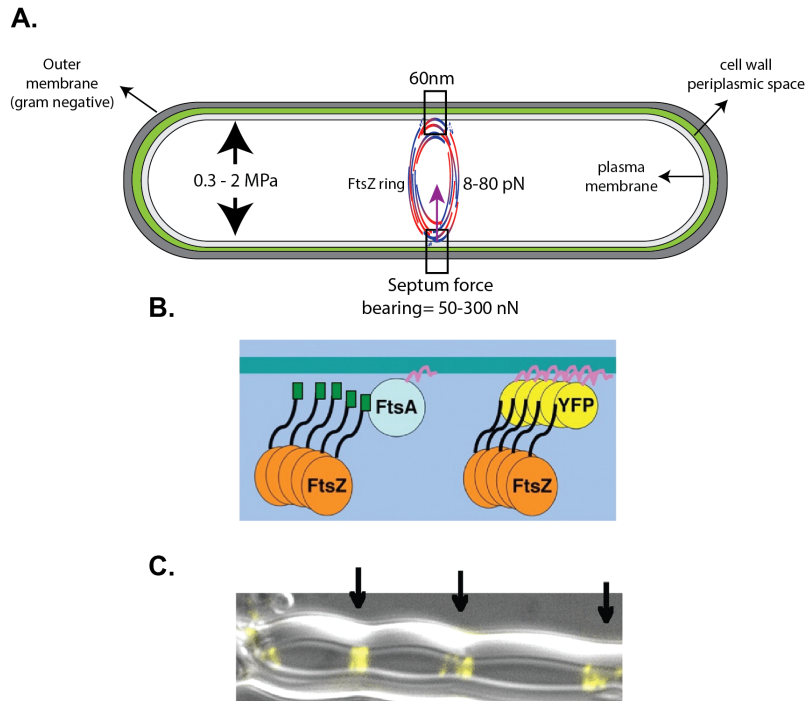 A.
Outer
membrane
(gram negative)
60nm
cell wall
periplasmic space
0.3 - 2 MPa
FtsZ ring
8-80 pN
plasma
membrane
Septum force
bearing= 50-300 nN
B.
FtsA
FtsZ
YFP
FtsZ
C.